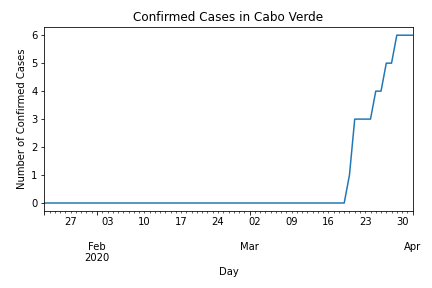 Confirmed Cases in Cabo Verde
Number of Confirmed Cases
6
5
4
3
2
1
0
27 03 10 17 24 02 09 16 23 30
Feb Mar Apr
2020
Day